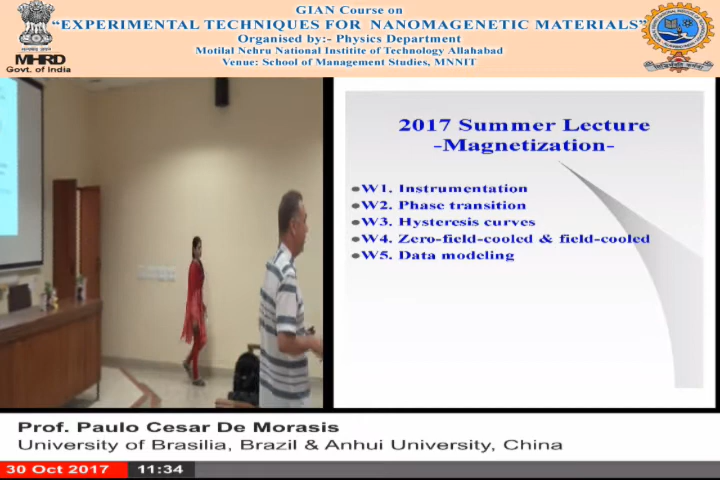 GIAN Course on
"EXPERIMENTAL TECHNIQUES FOR NANOMAGENETIC MATERIALS"
Organised by:- Physics Department
Motilal Nehru National Institite of Technology Allahabad
Venue: School of Management Studies, MNNIT
MHRD
Govt. of India
2017 Summer Lecture
-Magnetization-
W1. Instrumentation
W2. Phase transition
W3. Hysteresis curves
W4. Zero-field-cooled & field-cooled
W5. Data modeling
Prof. Paulo Cesar De Morasis
University of Brasilia, Brazil & Anhui University, China
30 Oct 2017 11:34